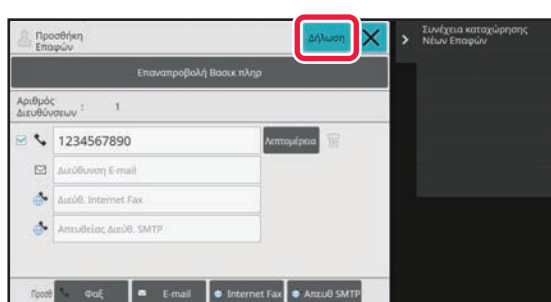 Προσθήκη
Επαφών
Δήλωση
Συνέχεια καταχώρησης
Νέων Επαφών
Επαναπροβολή Βασικ πληρ
Αριθμός
Διευθύνσεων : 1
1234567890
Λεπτομέρεια
Διεύθυνση E-mail
Διεύθ. Internet Fax
Απευθείας Διεύθ. SMTP
Προσθ
Φαξ
E-mail
Internet Fax
Απευθ SMTP